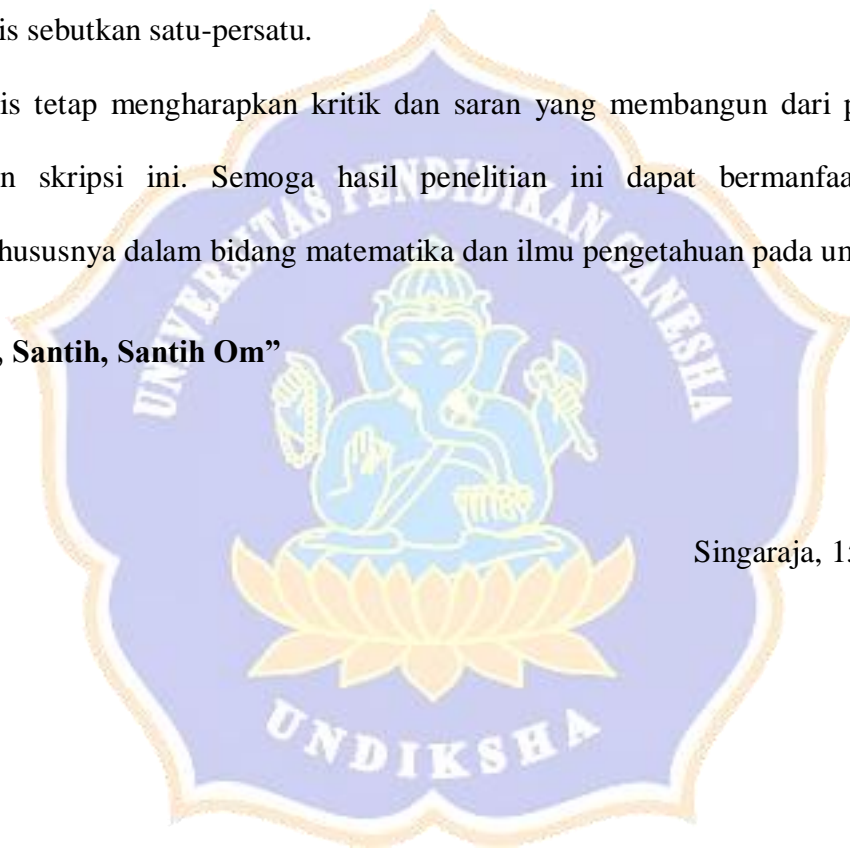 is sebutkan satu-persatu.
is tetap mengharapkan kritik dan saran yang membangun dari p
n skripsi ini. Semoga hasil penelitian ini dapat bermanfaa
hususnya dalam bidang matematika dan ilmu pengetahuan pada un
UNIVERSITAS PENDIDIKAN GANESHA
, Santih, Santih Om”
Singaraja, 15
UNDIKSHA